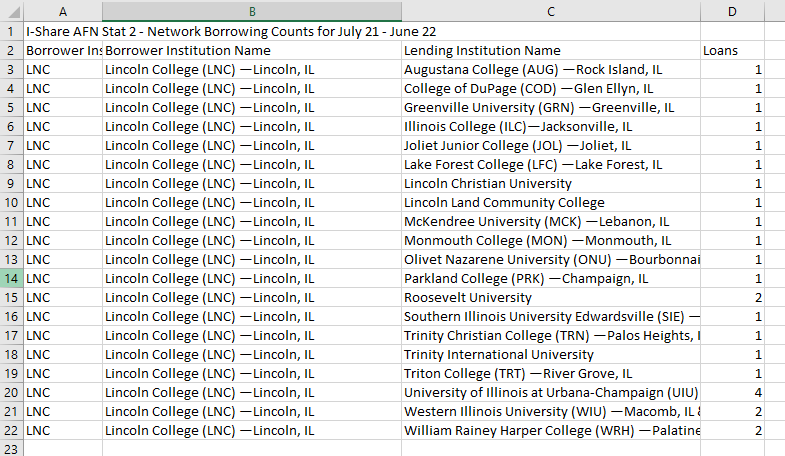 A B C D
1 I-Share AFN Stat 2 - Network Borrowing Counts for July 21 - June 22
2 Borrower Ins Borrower Institution Name Lending Institution Name Loans
3 LNC Lincoln College (LNC) —Lincoln, IL Augustana College (AUG) —Rock Island, IL 1
4 LNC Lincoln College (LNC) —Lincoln, IL College of DuPage (COD) —Glen Ellyn, IL 1
5 LNC Lincoln College (LNC) —Lincoln, IL Greenville University (GRN) —Greenville, IL 1
6 LNC Lincoln College (LNC) —Lincoln, IL Illinois College (ILC)—Jacksonville, IL 1
7 LNC Lincoln College (LNC) —Lincoln, IL Joliet Junior College (JOL) —Joliet, IL 1
8 LNC Lincoln College (LNC) —Lincoln, IL Lake Forest College (LFC) —Lake Forest, IL 1
9 LNC Lincoln College (LNC) —Lincoln, IL Lincoln Christian University 1
10 LNC Lincoln College (LNC) —Lincoln, IL Lincoln Land Community College 1
11 LNC Lincoln College (LNC) —Lincoln, IL McKendree University (MCK) —Lebanon, IL 1
12 LNC Lincoln College (LNC) —Lincoln, IL Monmouth College (MON) —Monmouth, IL 1
13 LNC Lincoln College (LNC) —Lincoln, IL Olivet Nazarene University (ONU) —Bourbonnai 1
14 LNC Lincoln College (LNC) —Lincoln, IL Parkland College (PRK) —Champaign, IL 1
15 LNC Lincoln College (LNC) —Lincoln, IL Roosevelt University 2
16 LNC Lincoln College (LNC) —Lincoln, IL Southern Illinois University Edwardsville (SIE) — 1
17 LNC Lincoln College (LNC) —Lincoln, IL Trinity Christian College (TRN) —Palos Heights, I 1
18 LNC Lincoln College (LNC) —Lincoln, IL Trinity International University 1
19 LNC Lincoln College (LNC) —Lincoln, IL Triton College (TRT) —River Grove, IL 1
20 LNC Lincoln College (LNC) —Lincoln, IL University of Illinois at Urbana-Champaign (UIU) 4
21 LNC Lincoln College (LNC) —Lincoln, IL Western Illinois University (WIU) —Macomb, IL & 2
22 LNC Lincoln College (LNC) —Lincoln, IL William Rainey Harper College (WRH) —Palatine 2
23